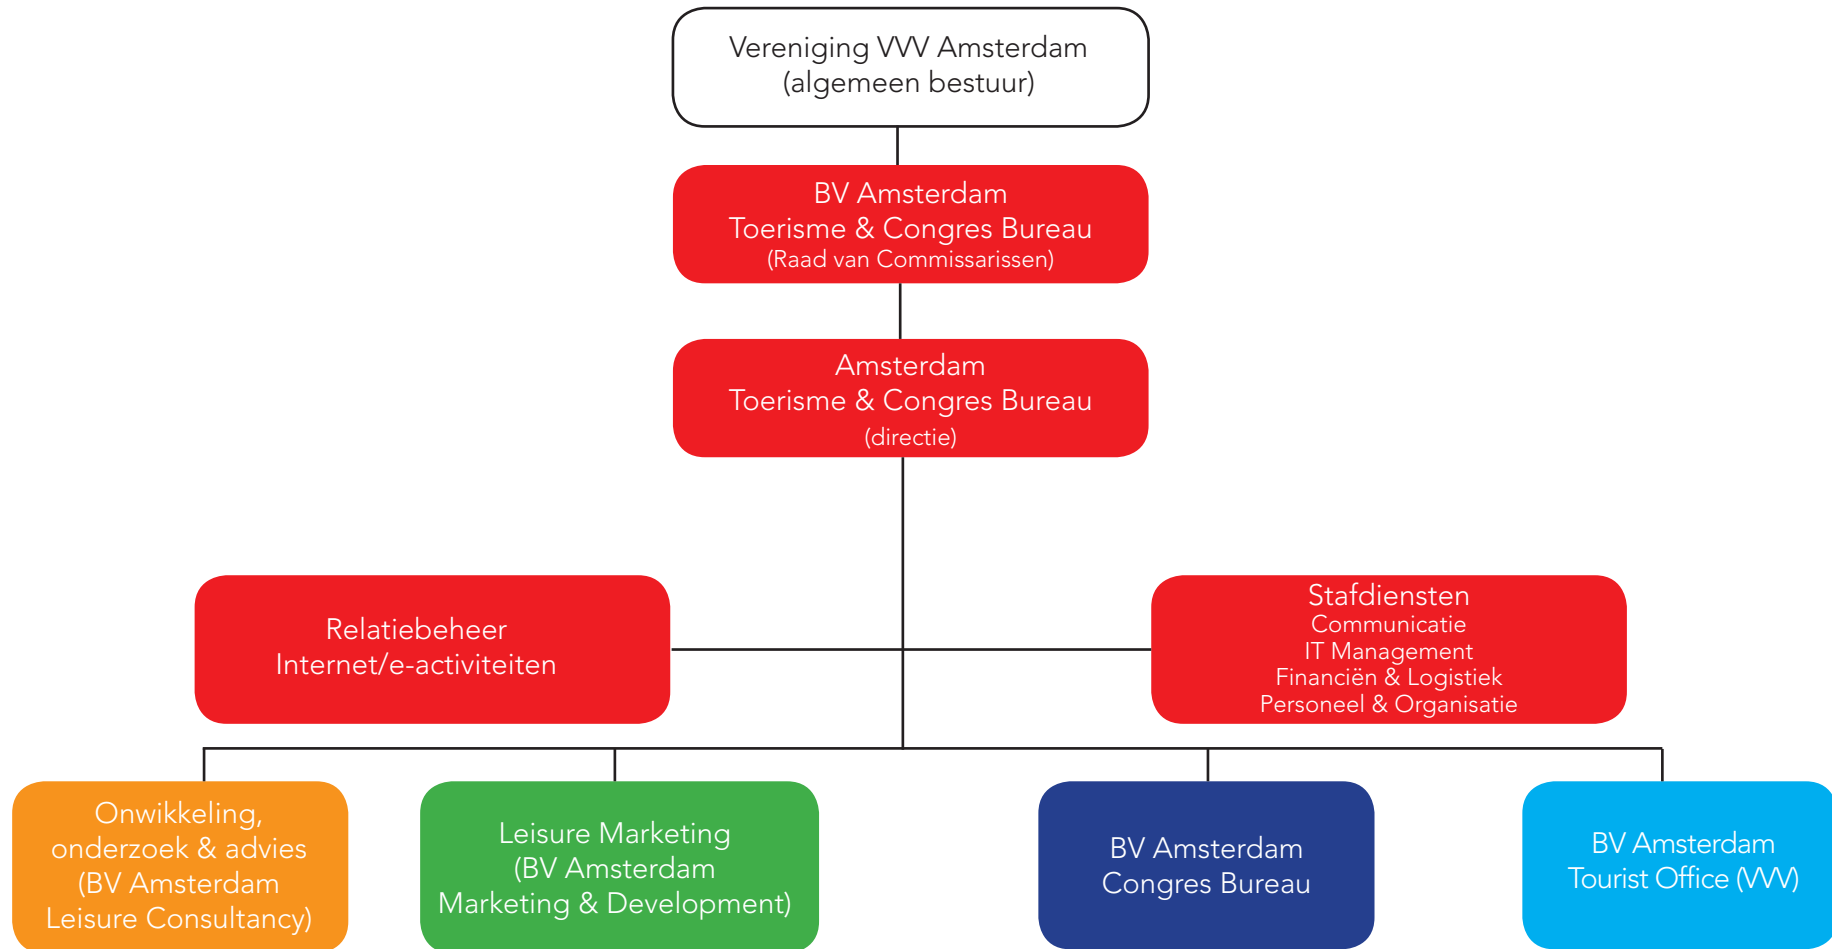 Vereniging VVV Amsterdam
(algemeen bestuur)
BV Amsterdam
Toerisme & Congres Bureau
(Raad van Commissarissen)
Amsterdam
Toerisme & Congres Bureau
(directie)
Relatiebeheer
Internet/e-activiteiten
Stafdiensten
Communicatie
IT Management
Financiën & Logistiek
Personeel & Organisatie
Onwikkeling,
onderzoek & advies
(BV Amsterdam
Leisure Consultancy)
Leisure Marketing
(BV Amsterdam
Marketing & Development)
BV Amsterdam
Congres Bureau
BV Amsterdam
Tourist Office (VVV)